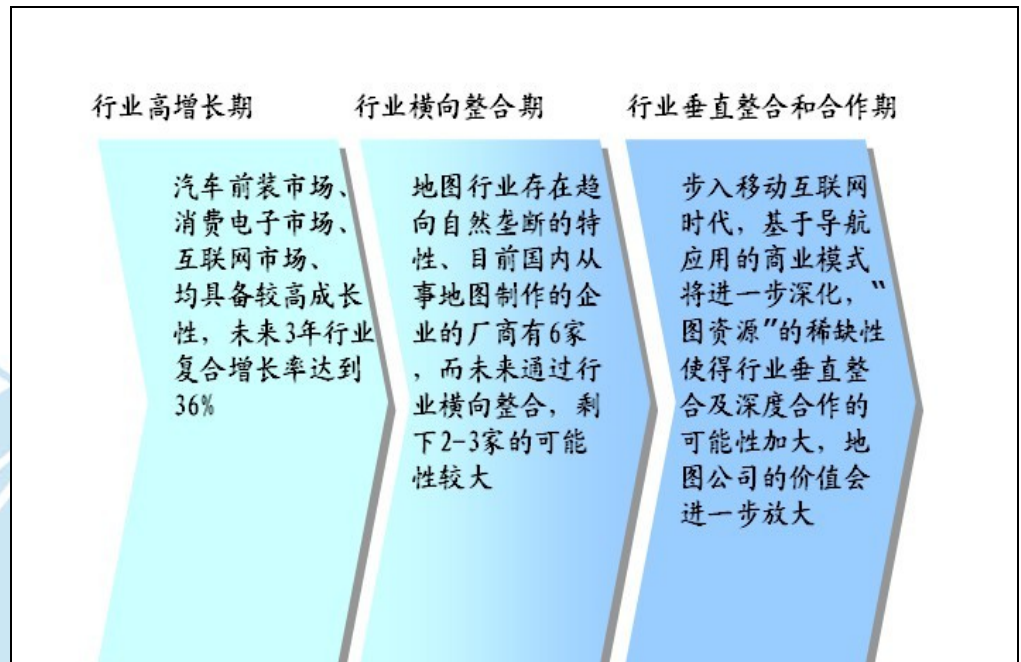 行业高增长期
汽车前装市场、
消费电子市场、
互联网市场、
均具备较高成长
性，未来3年行业
复合增长率达到
36%
行业横向整合期
地图行业存在趋
向自然垄断的特
性、目前国内从
事地图制作的企
业的厂商有6家
，而未来通过行
业横向整合，剩
下2-3家的可能
性较大
行业垂直整合和合作期
步入移动互联网
时代，基于导航
应用的商业模式
将进一步深化，“
图资源”的稀缺性
使得行业垂直整
合及深度合作的
可能性加大，地
图公司的价值会
进一步放大